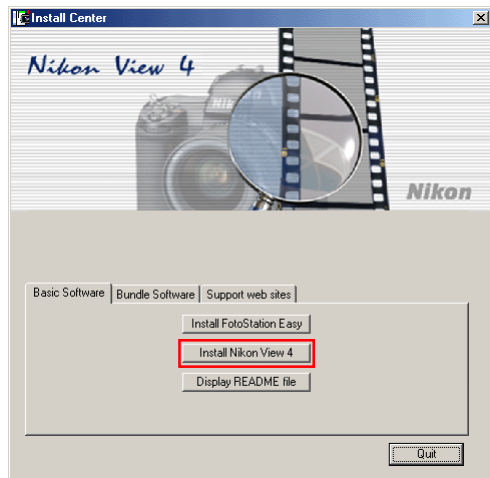 Install Center
Nikon View 4
NIK
Nikon
Basic Software
Bundle Software
Support web sites
Install FotoStation Easy
Install Nikon View 4
Display README file
Quit